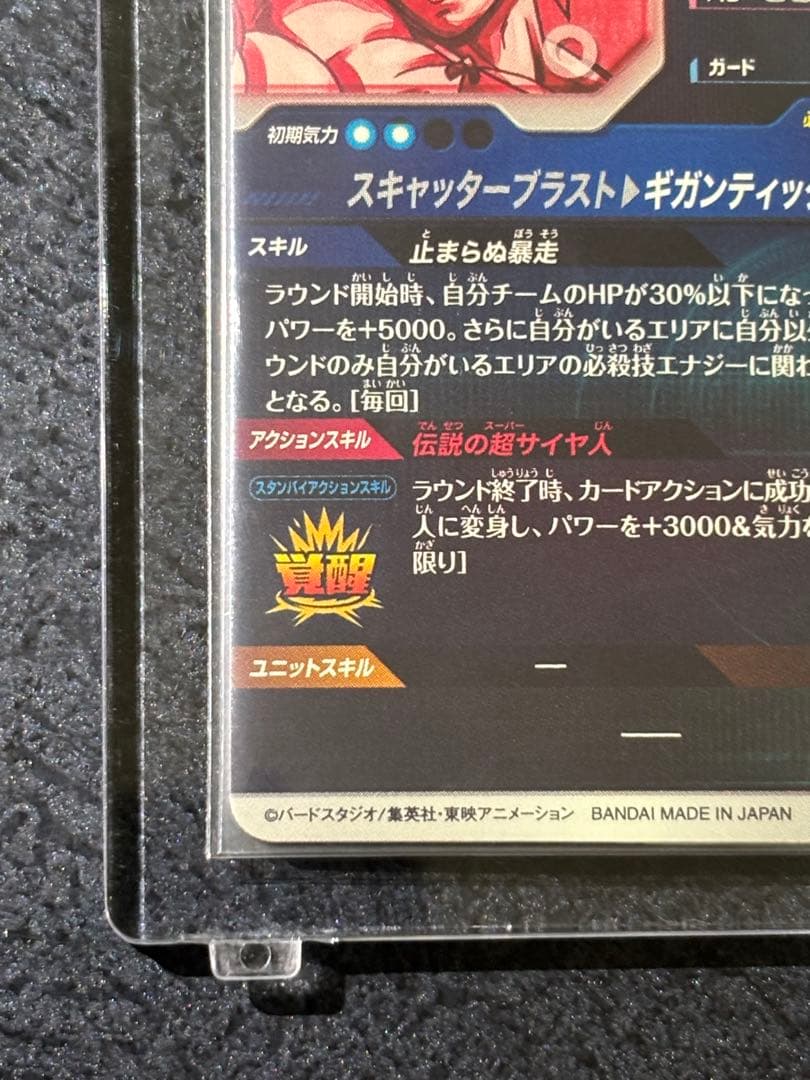 ガード
初期気力
スキャッターブラスト▶ギガンティック
スキル 止まらぬ暴走
ラウンド開始時、自分チームのHPが30%以下になっ
パワーを+5000。さらに自分がいるエリアに自分以
ウンドのみ自分がいるエリアの必殺技エナジーに関わ
となる。[毎回]
アクションスキル 伝説の超サイヤ人
スタンバイアクションスキル
ラウンド終了時、カードアクションに成功
人に変身し、パワーを+3000&気力を
限り]
覚醒
ユニットスキル ー
ー
©バードスタジオ/集英社・東映アニメーション BANDAI MADE IN JAPAN